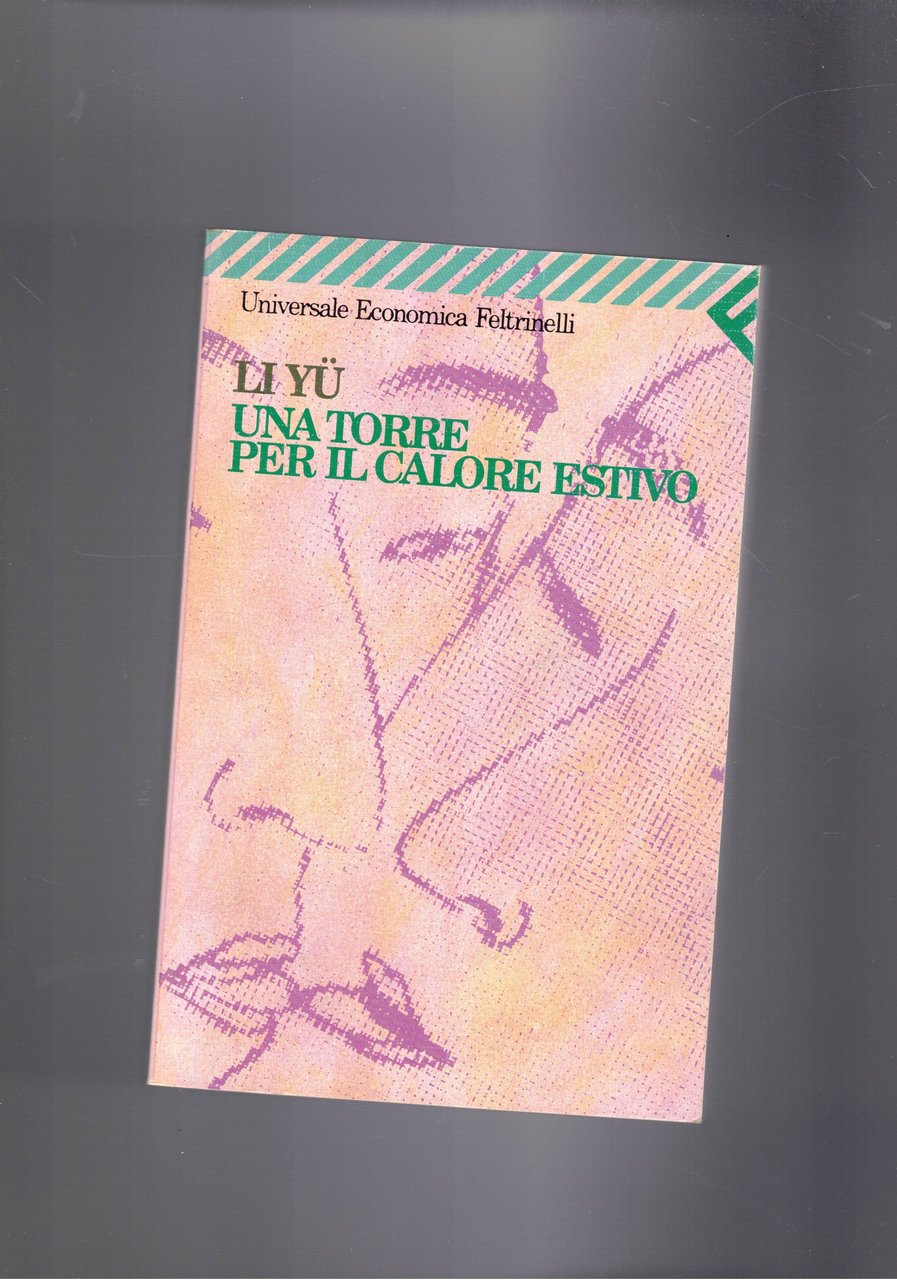 Universale Economica Feltrinelli
LI YÜ
UNA TORRE
PER IL CALORE ESTIVO